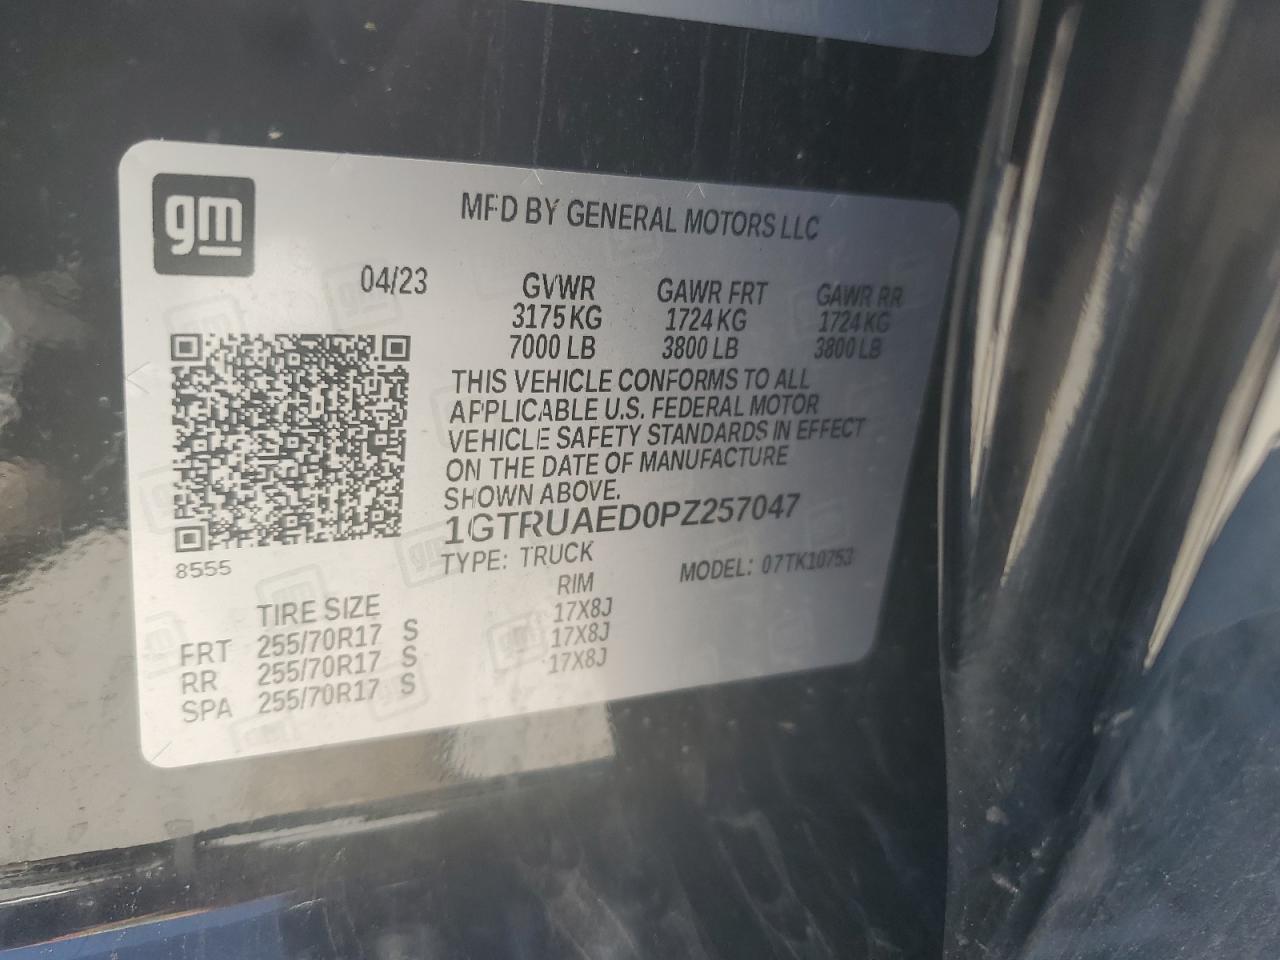 gm
MFD BY GENERAL MOTORS LLC
04/23 GVWR GAWR FRT GAWR RR
3175 KG 1724 KG 1724 KG
7000 LB 3800 LB 3800 LB
THIS VEHICLE CONFORMS TO ALL
APPLICABLE U.S. FEDERAL MOTOR
VEHICLE SAFETY STANDARDS IN EFFECT
ON THE DATE OF MANUFACTURE
SHOWN ABOVE.
1GTRUAED0PZ257047
8555
TYPE: TRUCK MODEL: 07TK10753
TIRE SIZE RIM
FRT 255/70R17 S 17X8J
RR 255/70R17 S 17X8J
SPA 255/70R17 S 17X8J